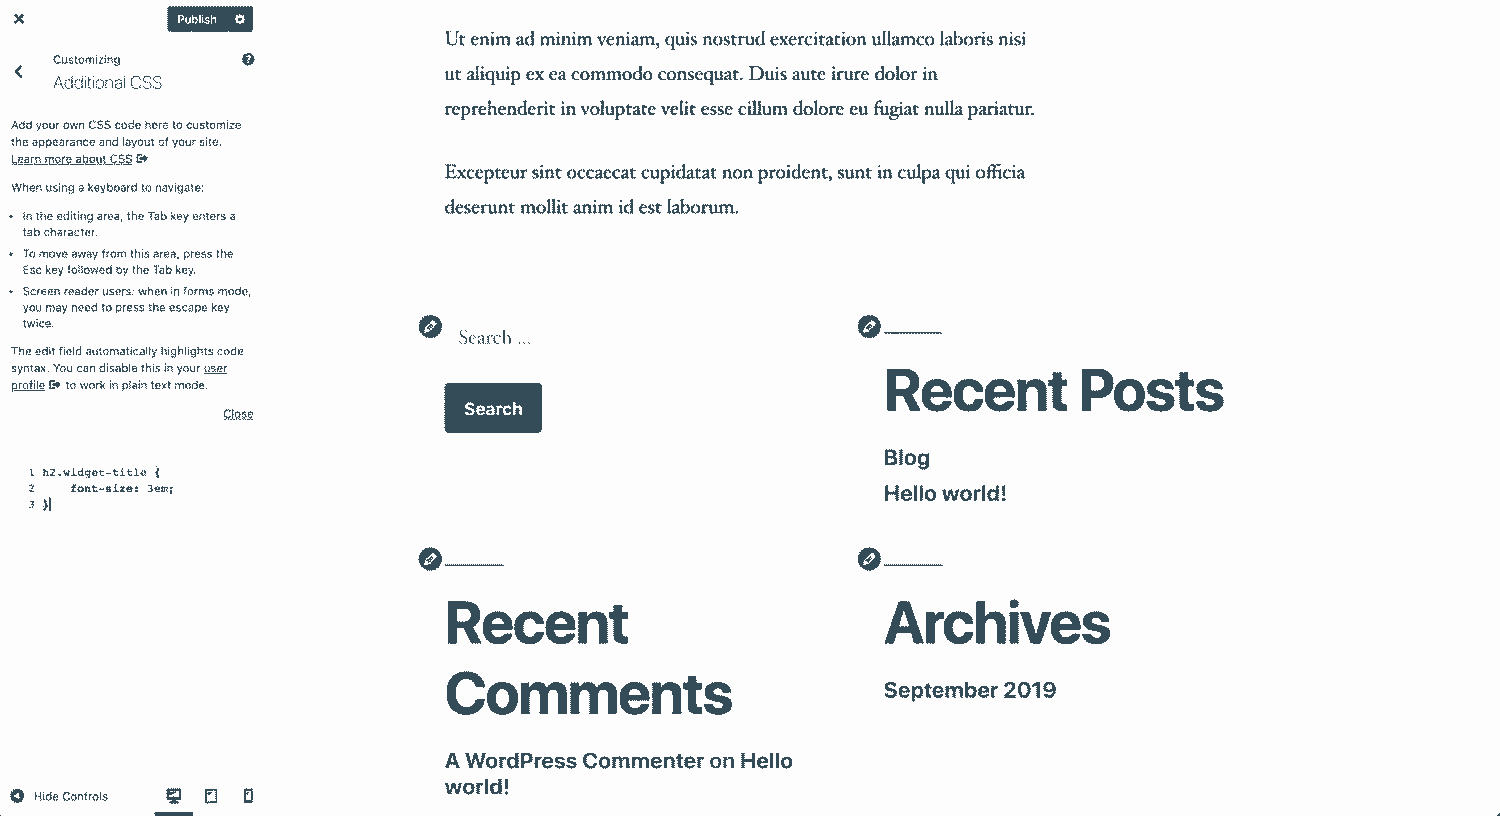 Publish
Customizing
Additional CSS
Add your own CSS code here to customize
the appearance and layout of your site.
Learn more about CSS
When using a keyboard to navigate:
• In the editing area, the Tab key enters a
tab character.
• To move away from this area, press the
Esc key followed by the Tab key.
• Screen reader users: when in forms mode,
you may need to press the escape key
twice.
The edit field automatically highlights code
syntax. You can disable this in your user
profile to work in plain text mode.
Close
1 h2.widget-title {
2 font-size: 3em;
3 }
Hide Controls
Ut enim ad minim veniam, quis nostrud exercitation ullamco laboris nisi
ut aliquip ex ea commodo consequat. Duis aute irure dolor in
reprehenderit in voluptate velit esse cillum dolore eu fugiat nulla pariatur.
Excepteur sint occaecat cupidatat non proident, sunt in culpa qui officia
deserunt mollit anim id est laborum.
Search ...
Search
Recent Posts
Blog
Hello world!
Recent
Comments
A WordPress Commenter on Hello
world!
Archives
September 2019